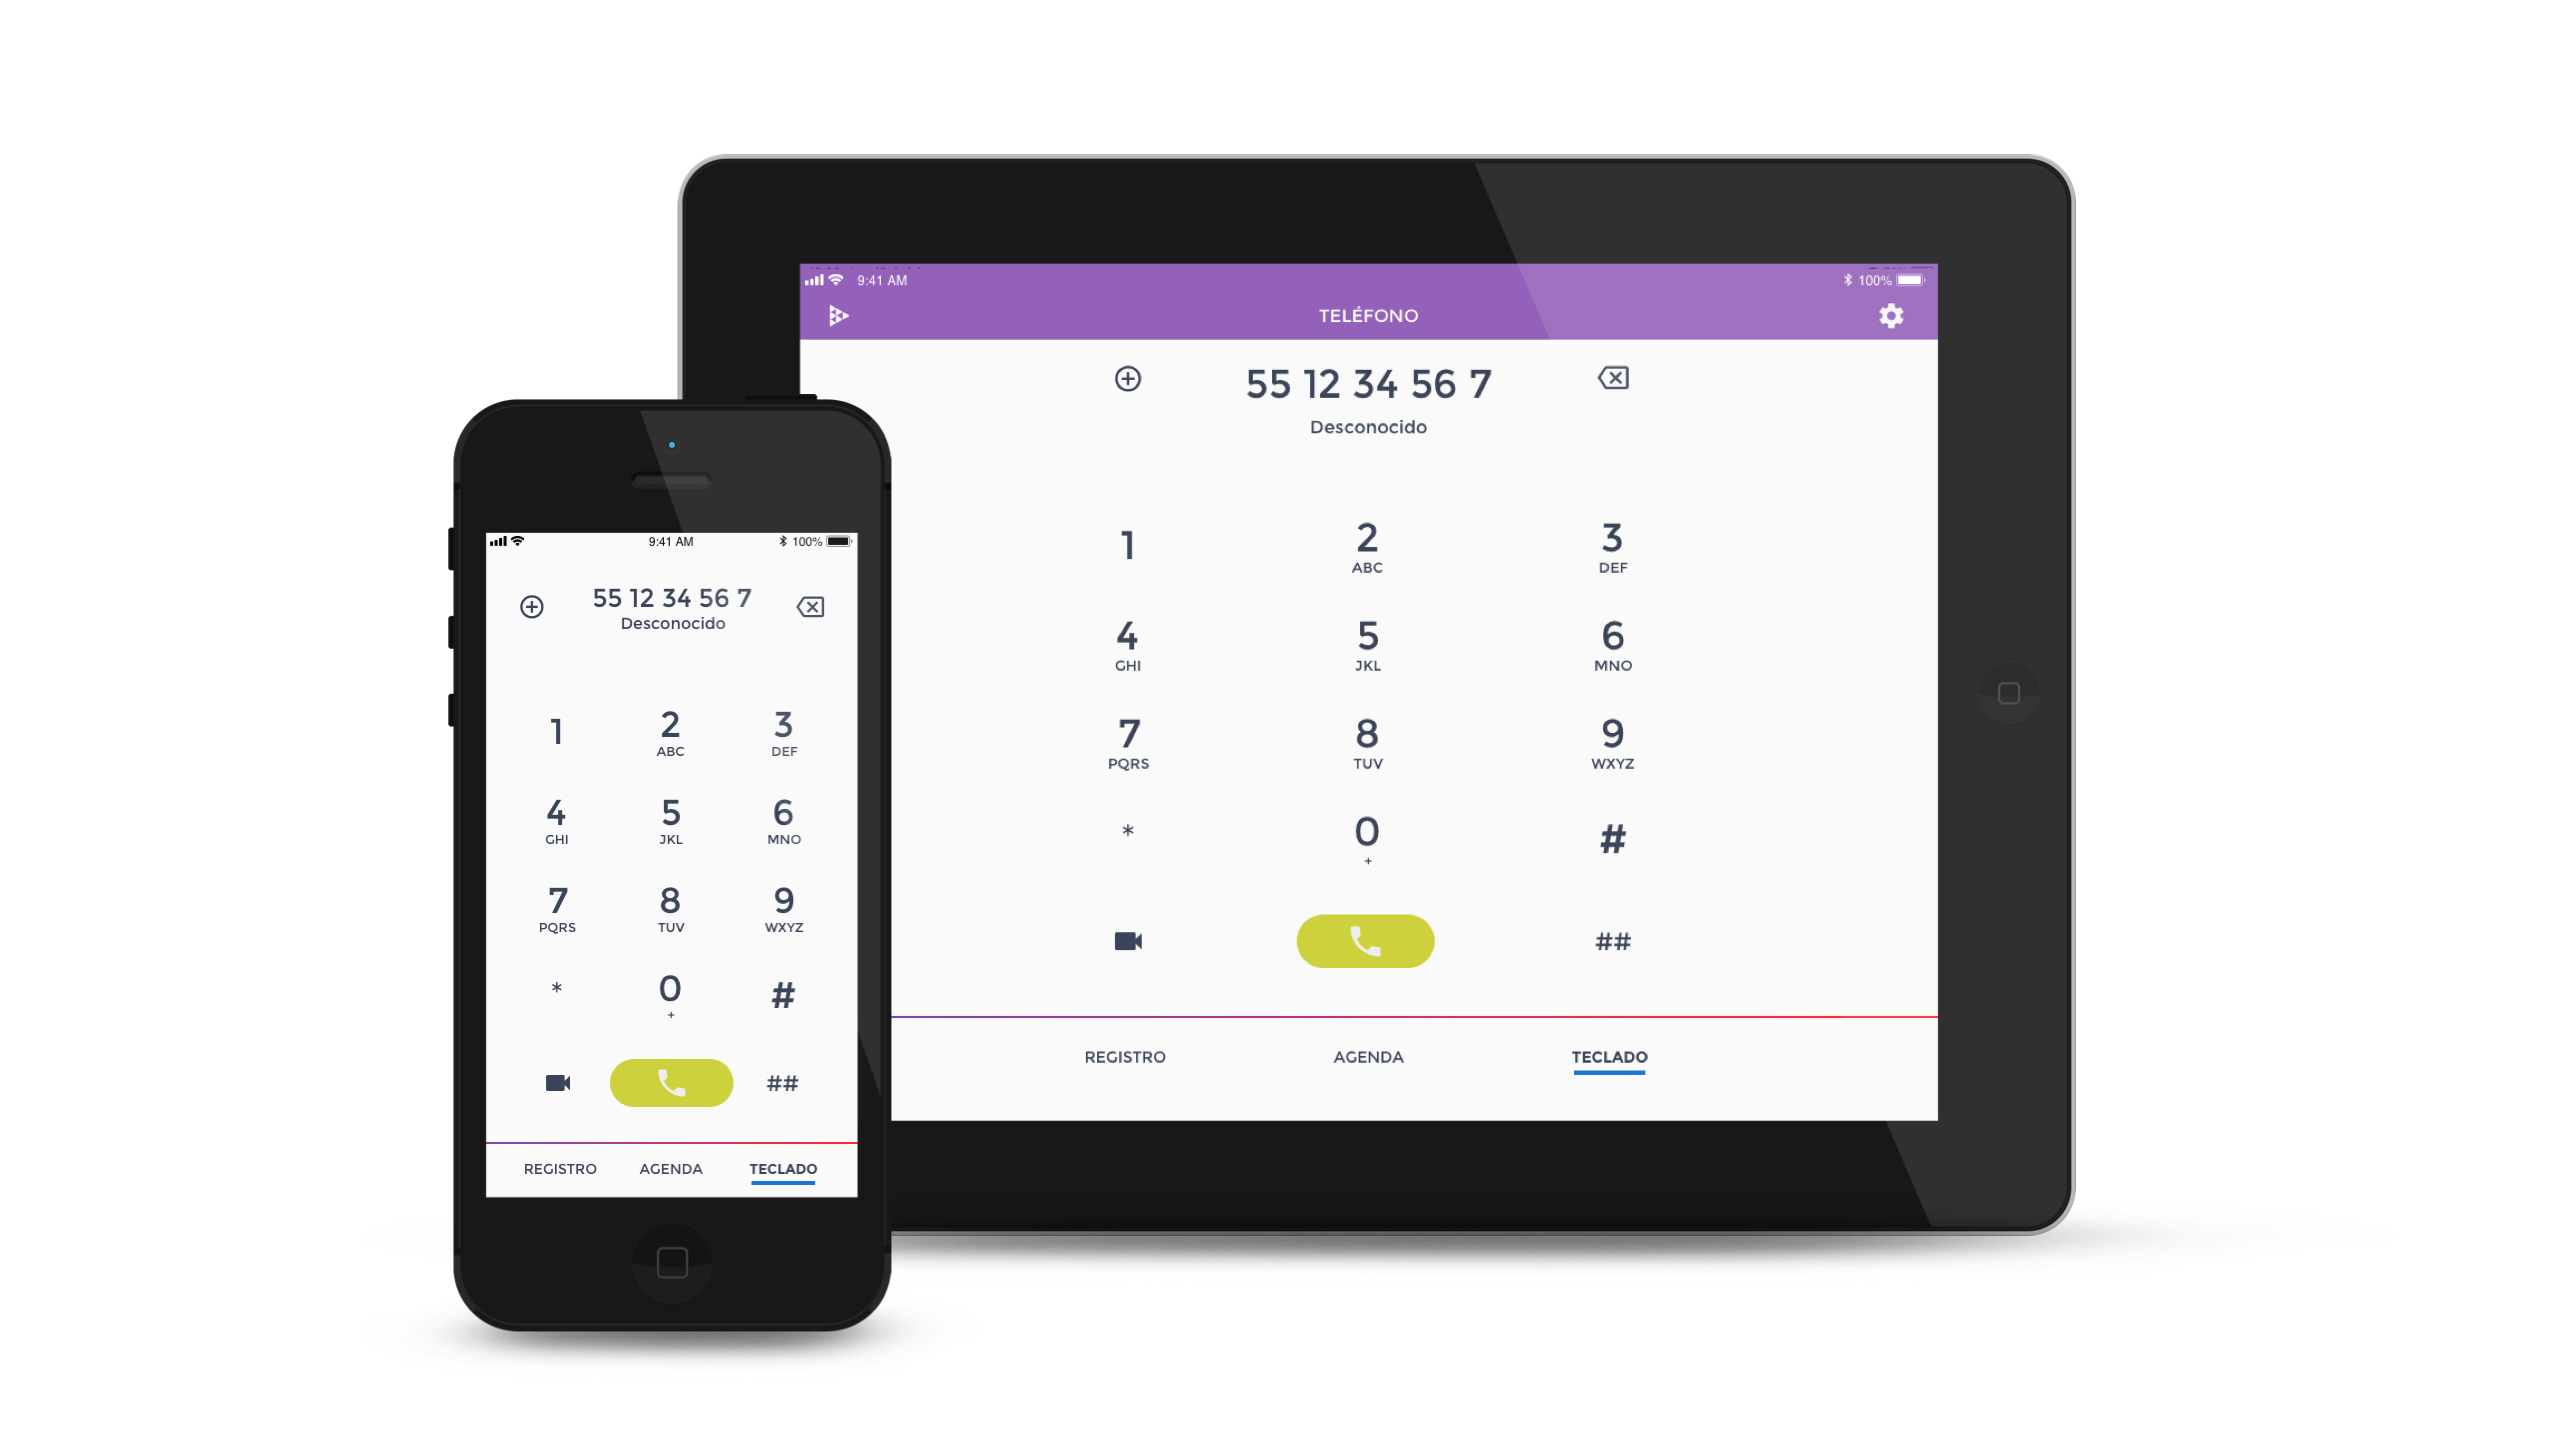 9:41 AM 100%
TELÉFONO
55 12 34 56 7
Desconocido
1 2 3
ABC DEF
4 5 6
GHI JKL MNO
7 8 9
PQRS TUV WXYZ
* 0 #
+
##
REGISTRO AGENDA TECLADO
9:41 AM 100%
55 12 34 56 7
Desconocido
1 2 3
ABC DEF
4 5 6
GHI JKL MNO
7 8 9
PQRS TUV WXYZ
* 0 #
+
##
REGISTRO AGENDA TECLADO